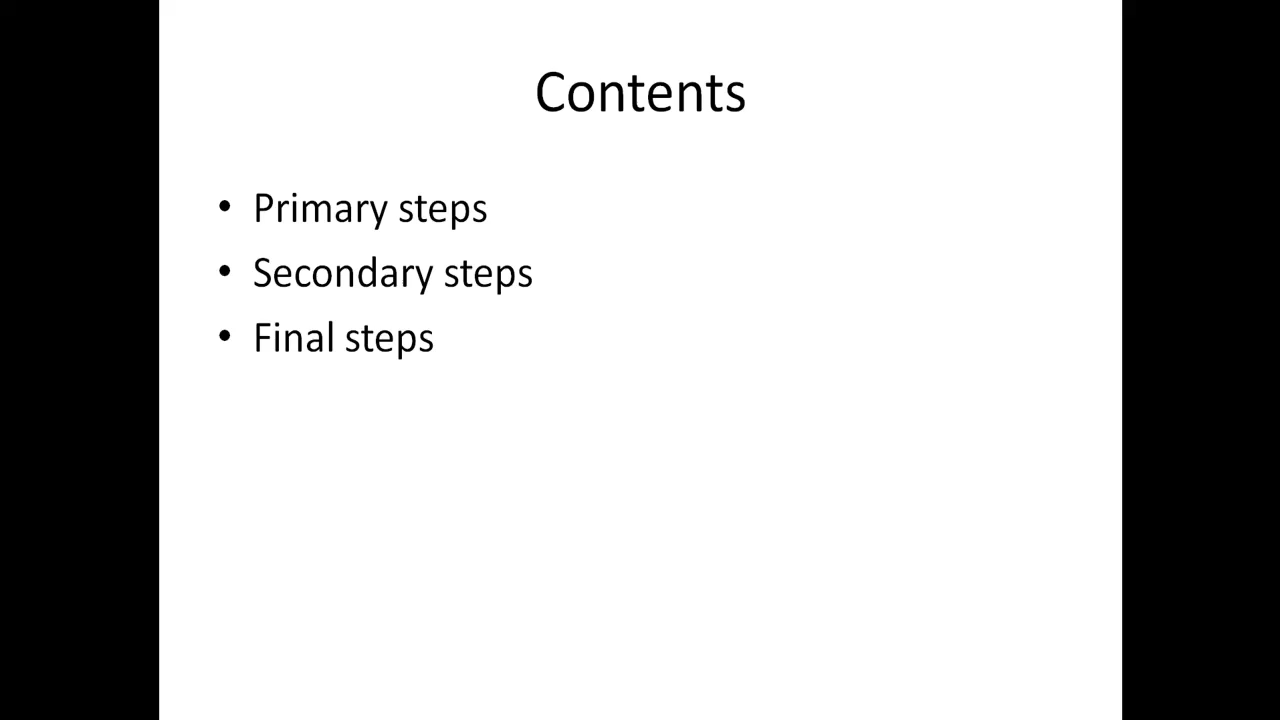 Contents
• Primary steps
• Secondary steps
• Final steps